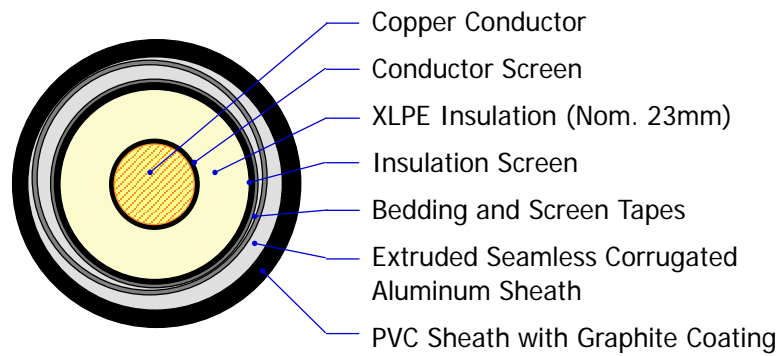 Copper Conductor
Conductor Screen
XLPE Insulation (Nom. 23mm)
Insulation Screen
Bedding and Screen Tapes
Extruded Seamless Corrugated
Aluminum Sheath
PVC Sheath with Graphite Coating